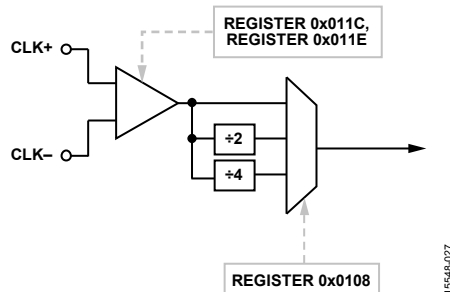 REGISTER 0x011C,
REGISTER 0x011E
CLK+
CLK–
÷2
÷4
REGISTER 0x0108
15548-027